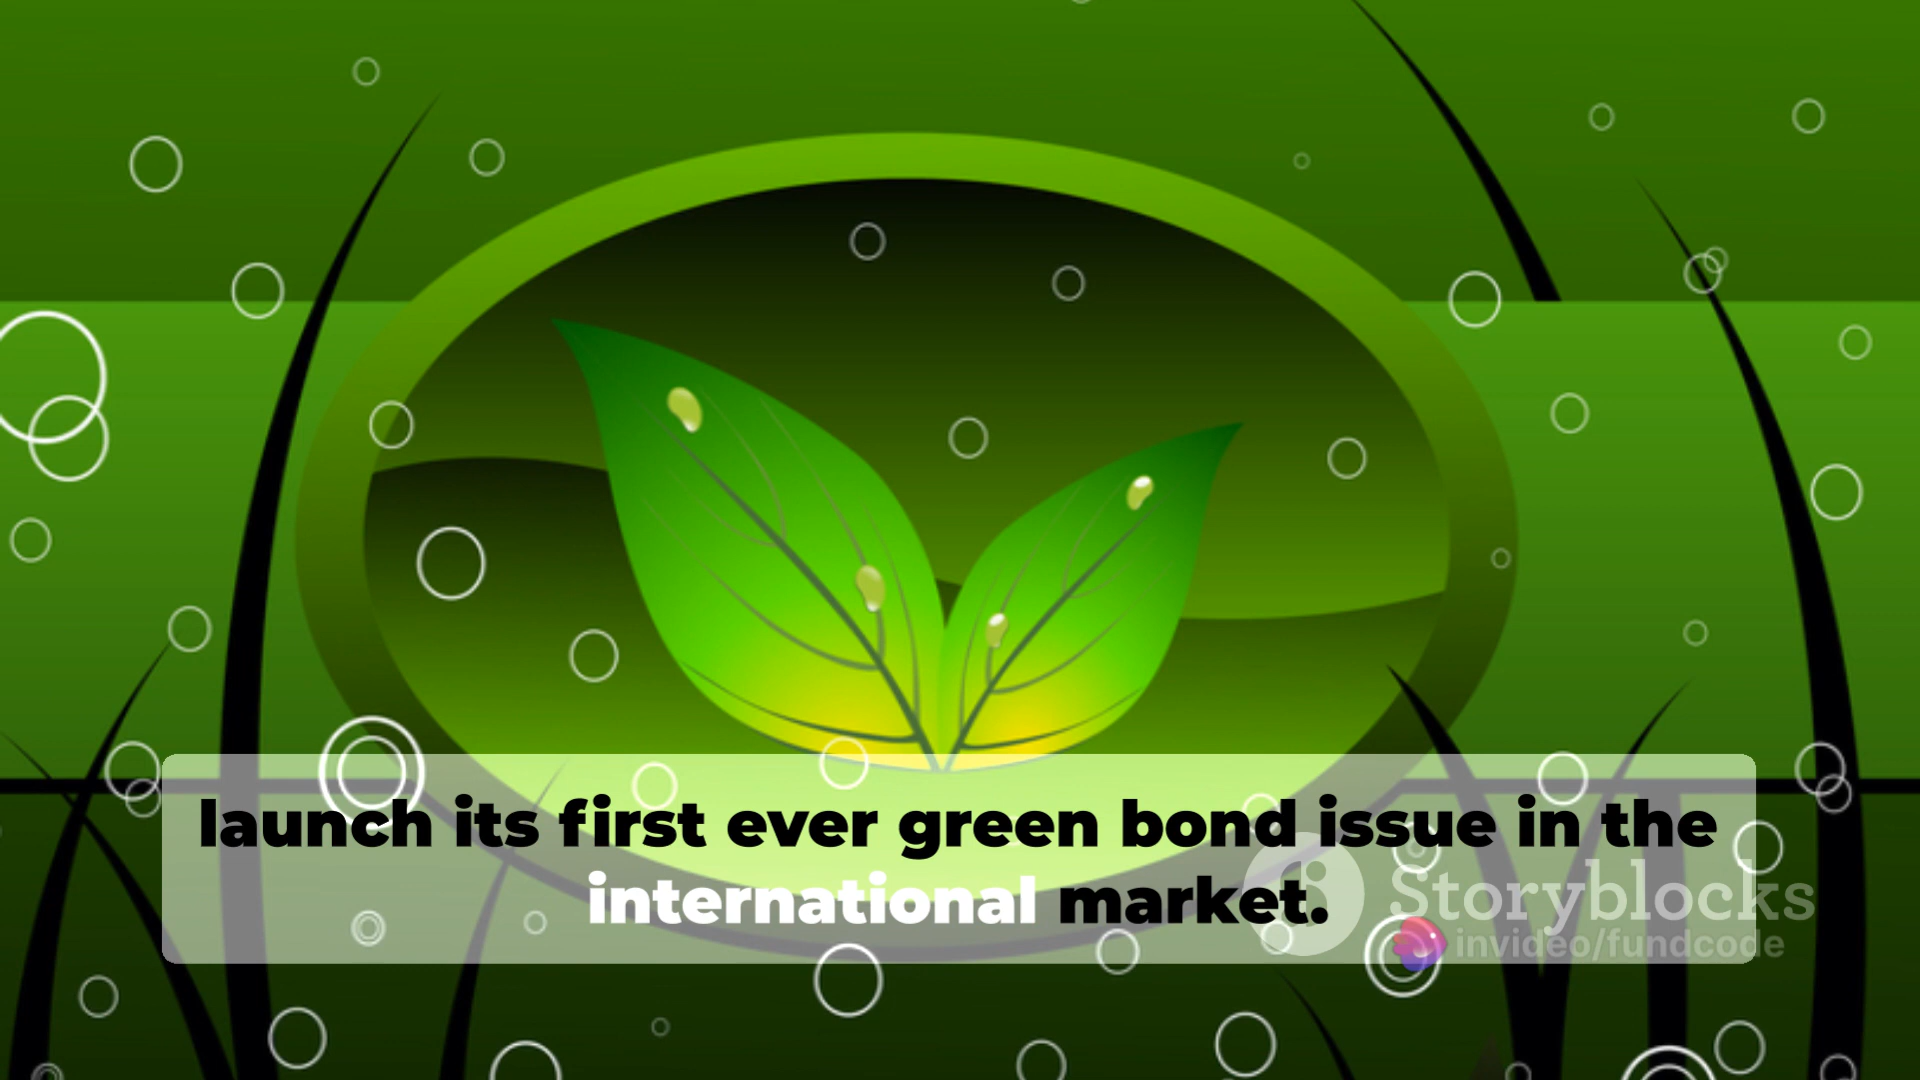 launch its first ever green bond issue in the
international market.
Storyblocks
invideo/fundcode